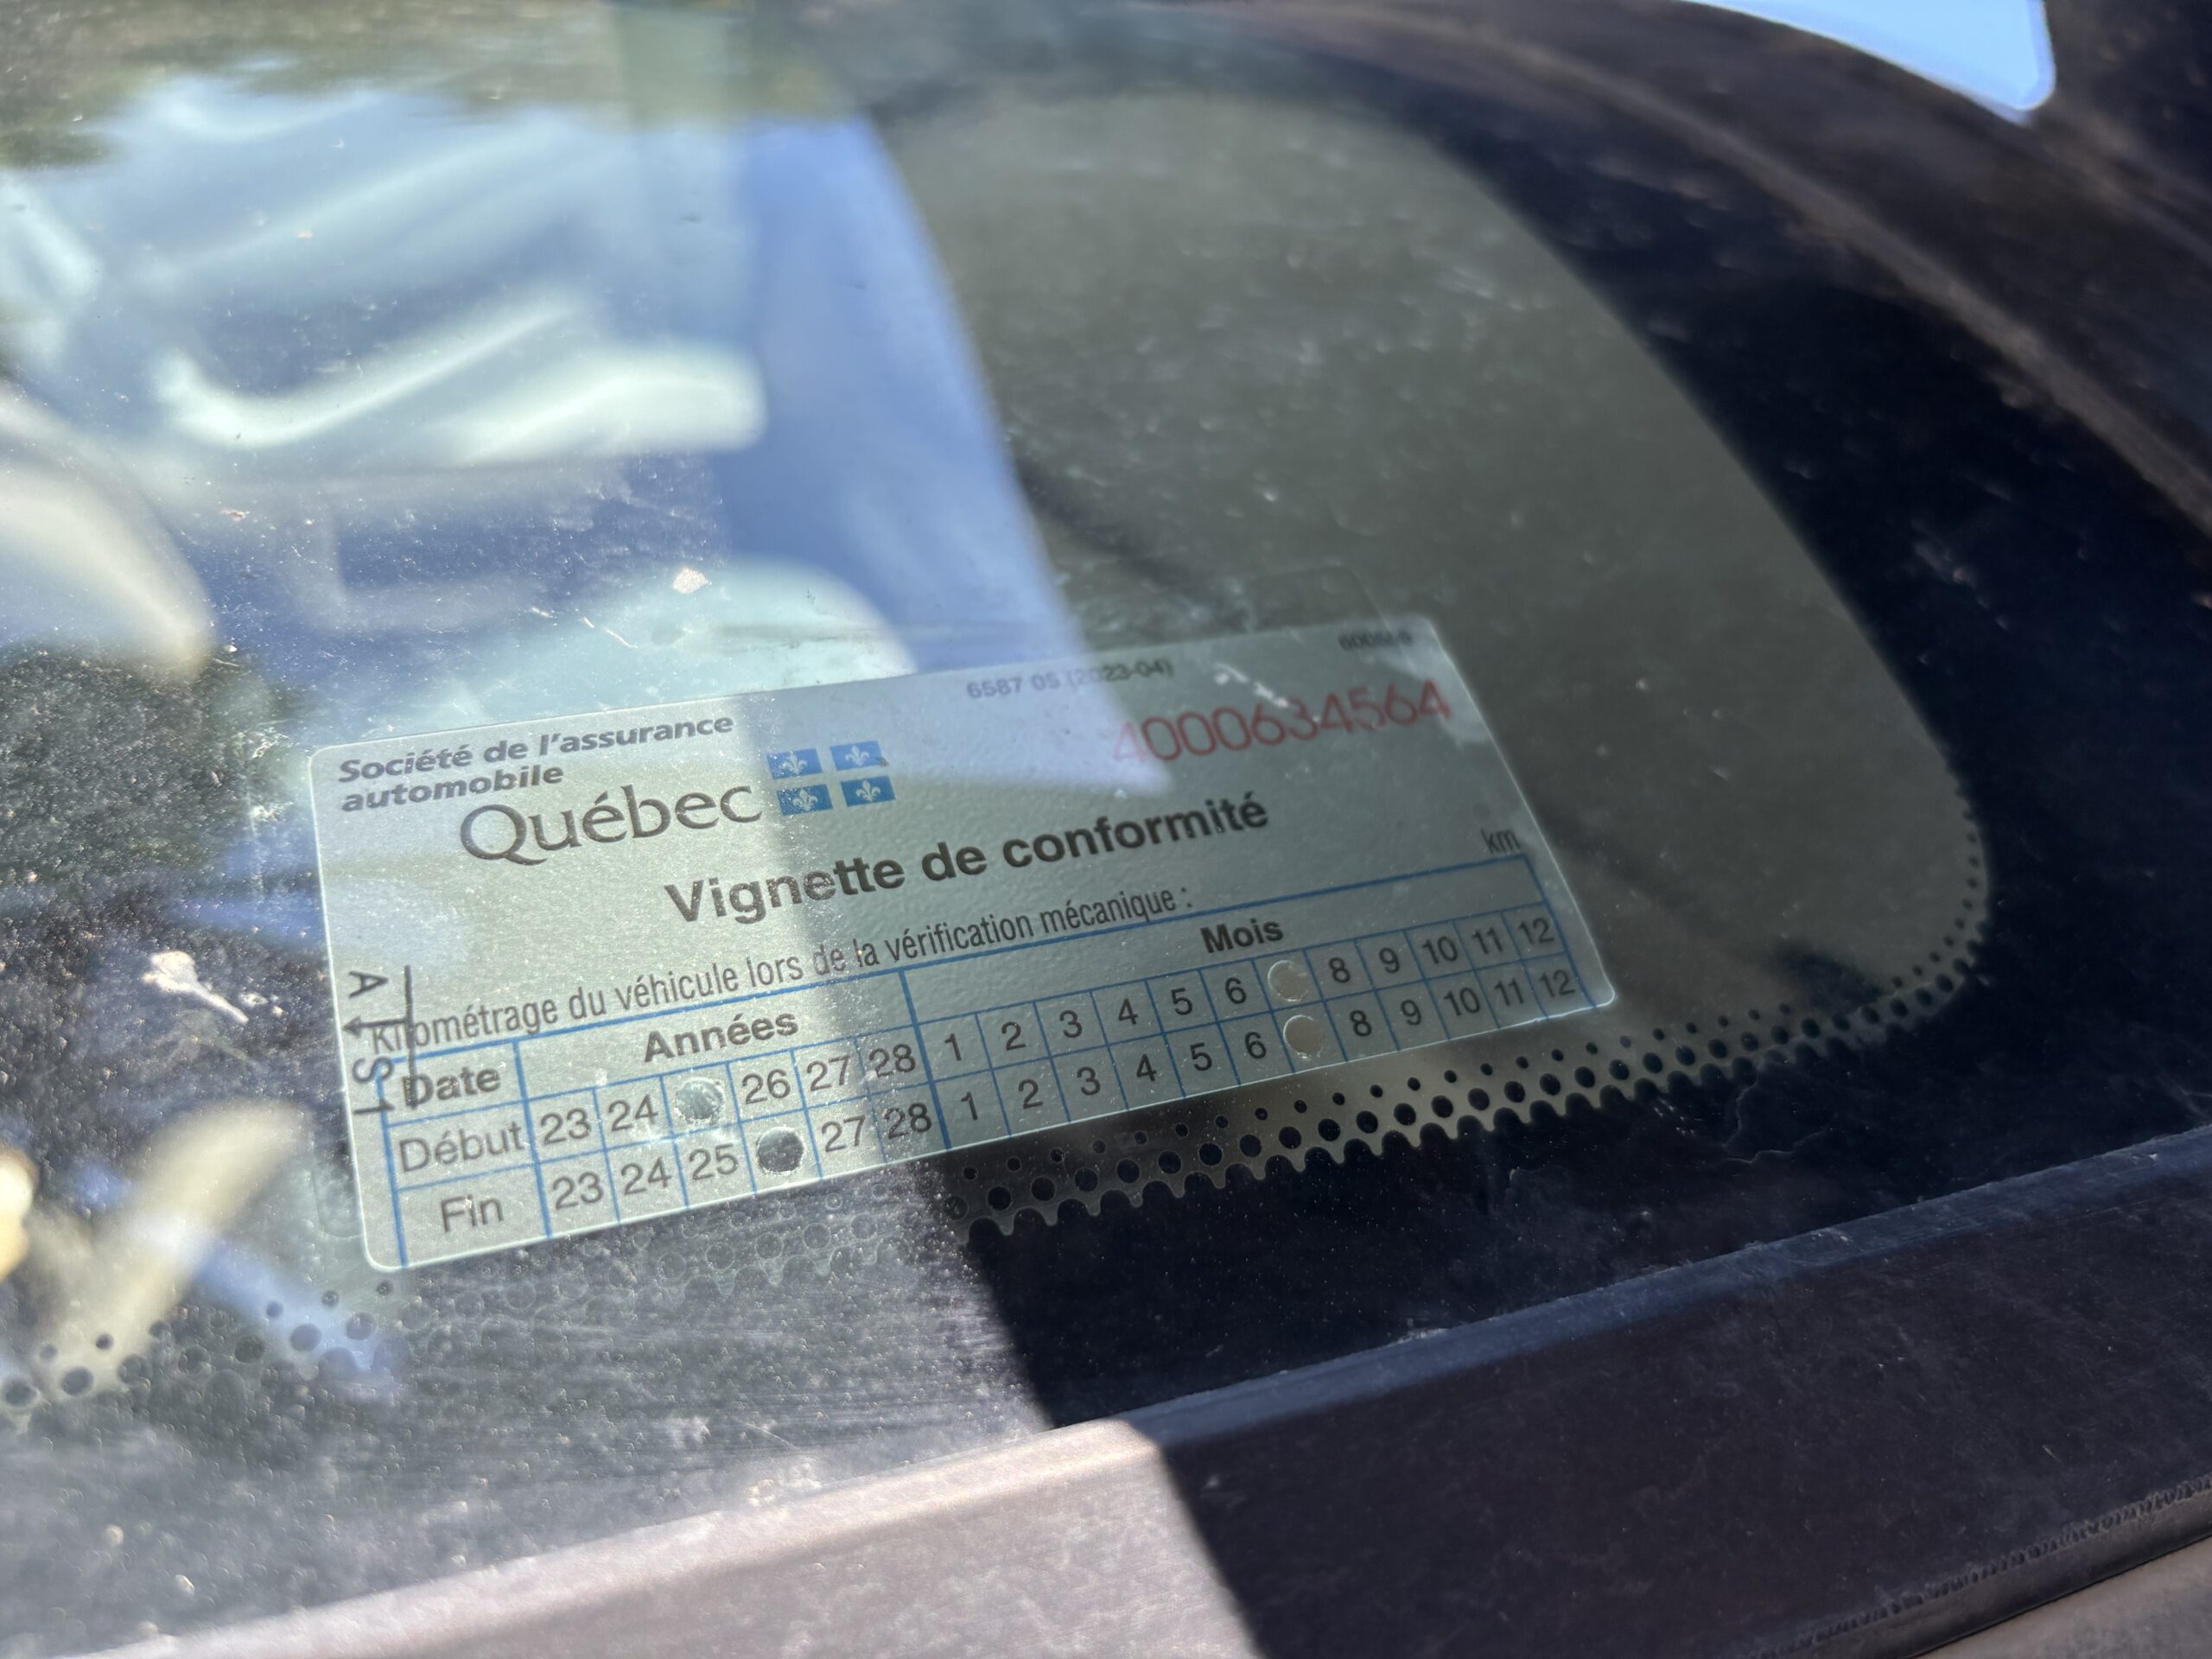 6587 05 (2023-04)
Société de l'assurance
automobile
Québec
4000634564
Vignette de conformité
Kilométrage du véhicule lors de la vérification mécanique :
km
Date Années Mois
Début 23 24 26 27 28 1 2 3 4 5 6 8 9 10 11 12
Fin 23 24 25 27 28 1 2 3 4 5 6 8 9 10 11 12